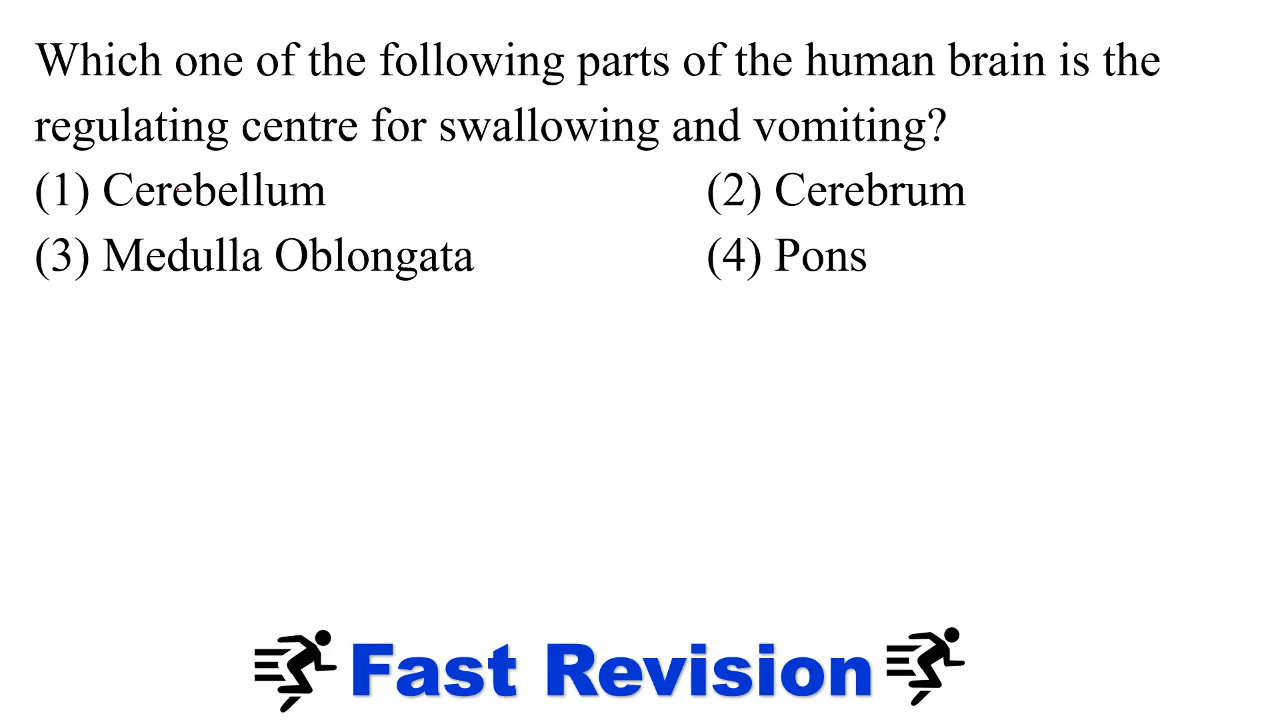 Which one of the following parts of the human brain is the
regulating centre for swallowing and vomiting?
(1) Cerebellum (2) Cerebrum
(3) Medulla Oblongata (4) Pons
Fast Revision